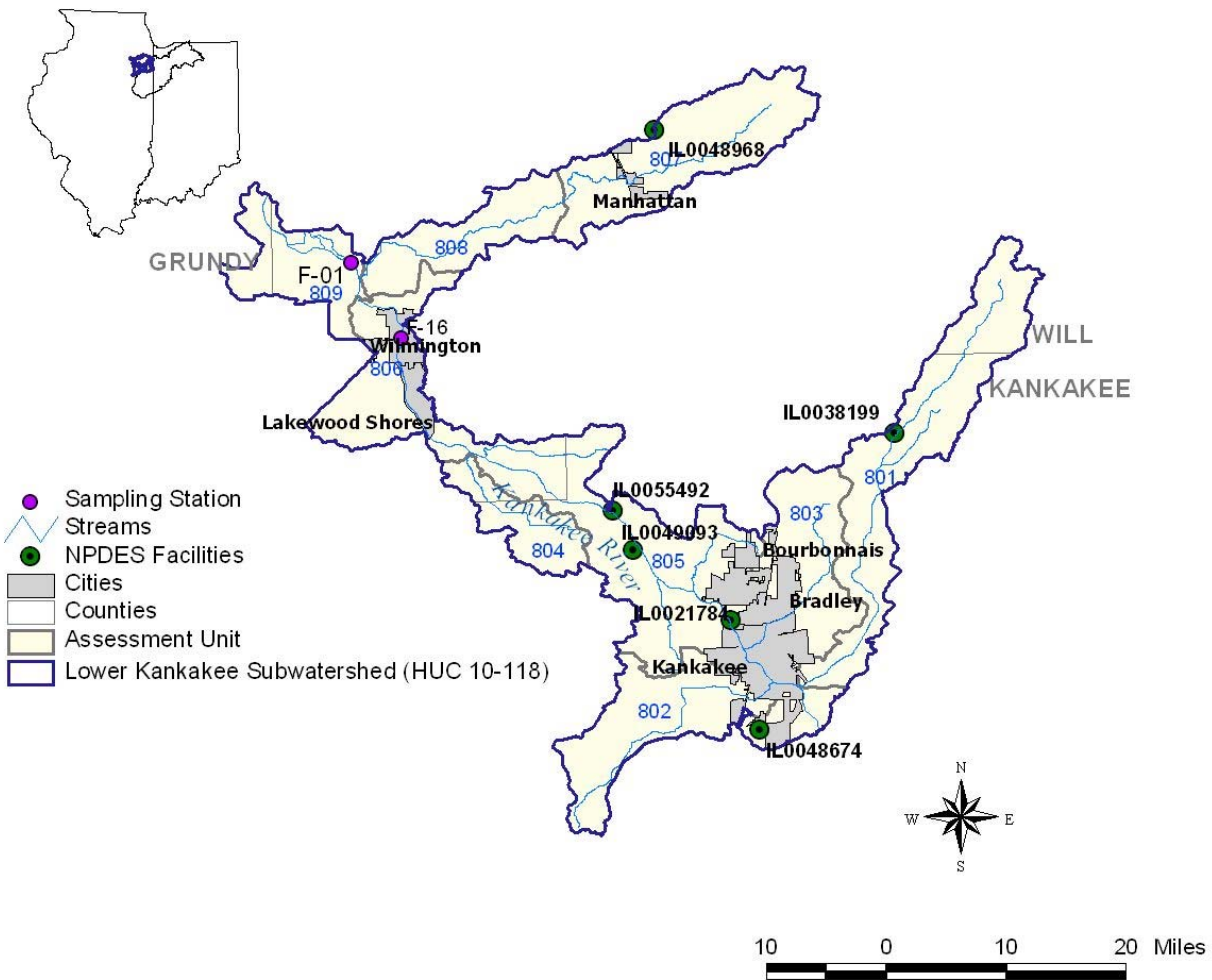 IL0048968
807
Manhattan
808
GRUNDY
F-01
809
F-16
Wilmington
806
WILL
KANKAKEE
IL0038199
Lakewood Shores
801
IL0055492
Sampling Station
Streams
NPDES Facilities
Cities
Counties
Assessment Unit
Lower Kankakee Subwatershed (HUC 10-118)
Kankakee River
803
IL0049093
804
805
Bourbonnais
Bradley
IL0021784
Kankakee
802
IL0048674
N
W E
S
10 0 10 20 Miles